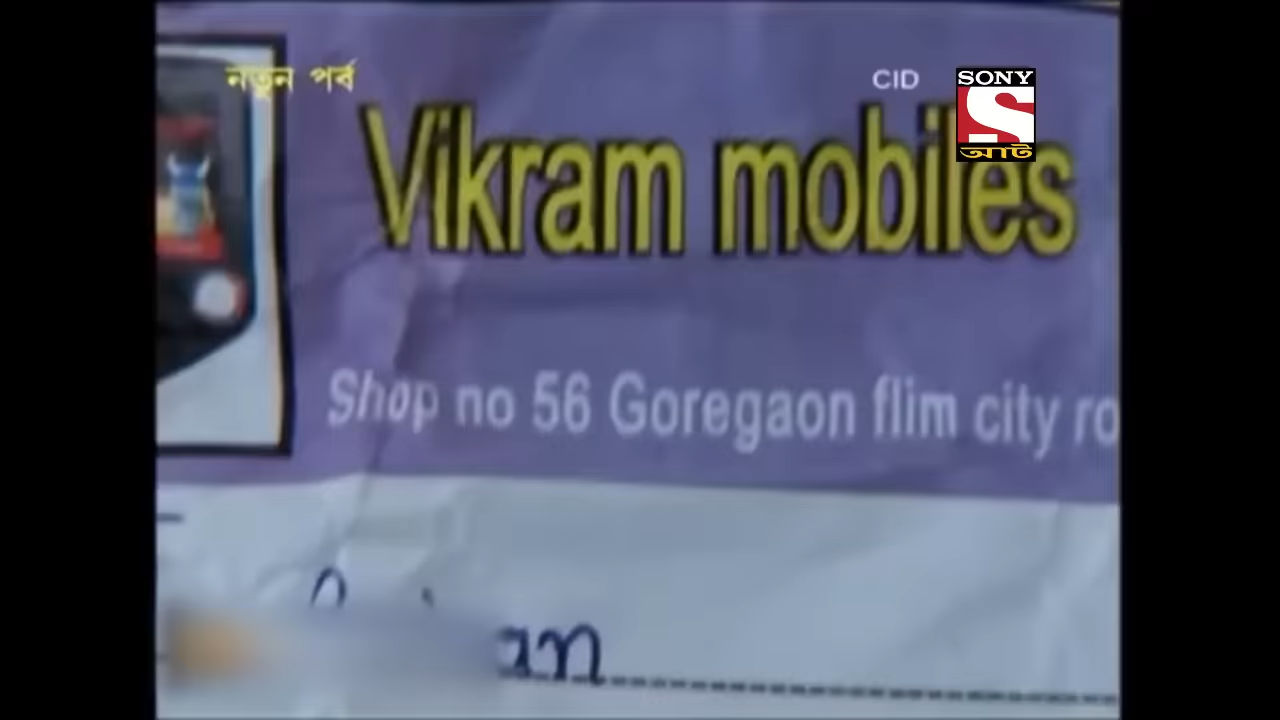 নতুন পর্ব
CID
SONY
আট
Vikram mobiles
Shop no 56 Goregaon flim city ro